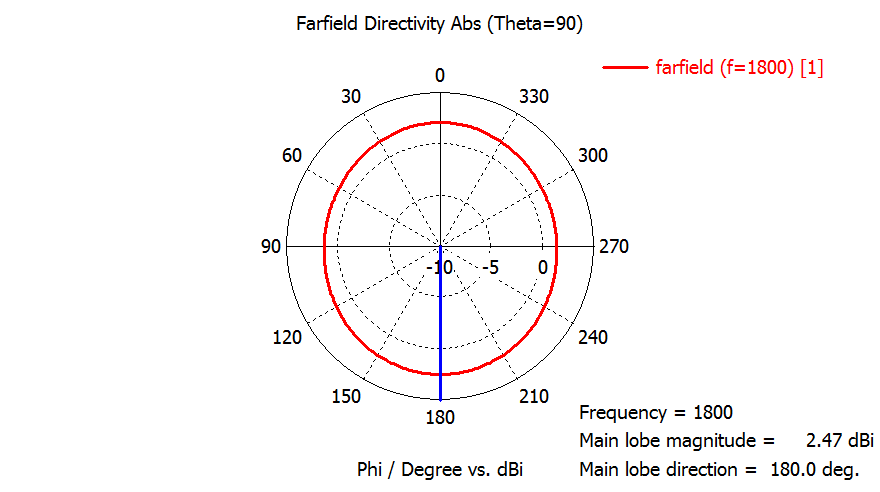 Farfield Directivity Abs (Theta=90)
farfield (f=1800) [1]
0
30 330
60 300
90 270
-10 -5 0
120 240
150 210
180
Frequency = 1800
Main lobe magnitude = 2.47 dBi
Phi / Degree vs. dBi
Main lobe direction = 180.0 deg.